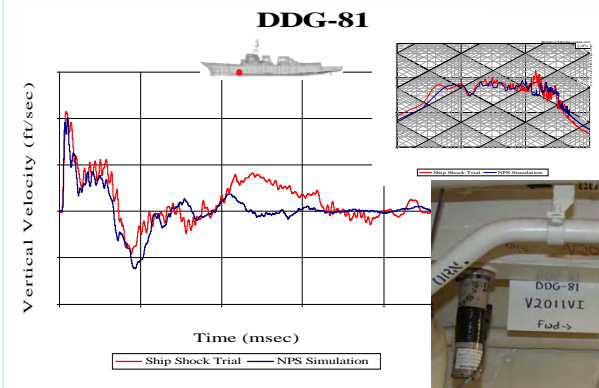 DDG-81
Vertical Velocity (ft/sec)
Time (msec)
Ship Shock Trial
NPS Simulation
Ship Shock Trial
NPS Simulation
DDG-81
V2011VI
Fwd->